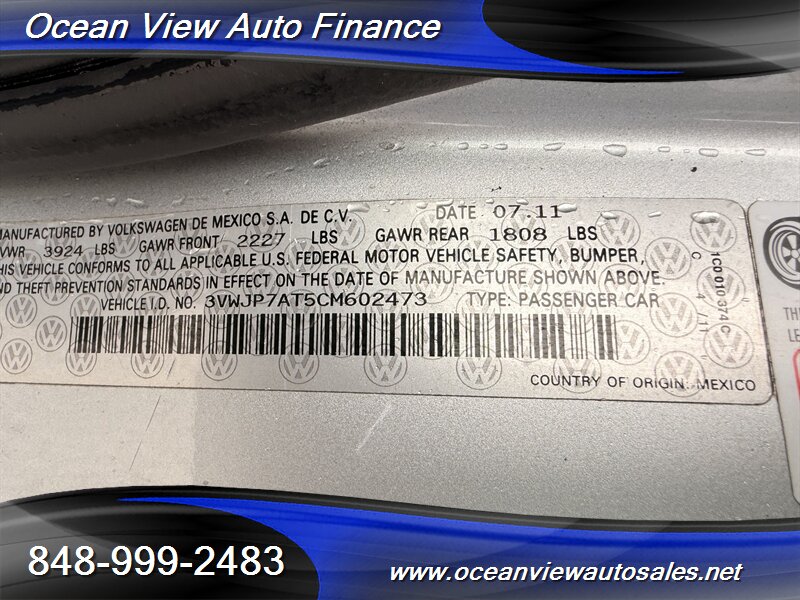 Ocean View Auto Finance
MANUFACTURED BY VOLKSWAGEN DE MEXICO S.A. DE C.V. DATE 07.11
VWR 3924 LBS GAWR FRONT 2227 LBS GAWR REAR 1808 LBS
THIS VEHICLE CONFORMS TO ALL APPLICABLE U.S. FEDERAL MOTOR VEHICLE SAFETY, BUMPER,
AND THEFT PREVENTION STANDARDS IN EFFECT ON THE DATE OF MANUFACTURE SHOWN ABOVE.
VEHICLE I.D. NO. 3VWJP7AT5CM602473 TYPE: PASSENGER CAR
COUNTRY OF ORIGIN: MEXICO
1C0 010 374 C
C 4/11
TH
LE
848-999-2483
www.oceanviewautosales.net